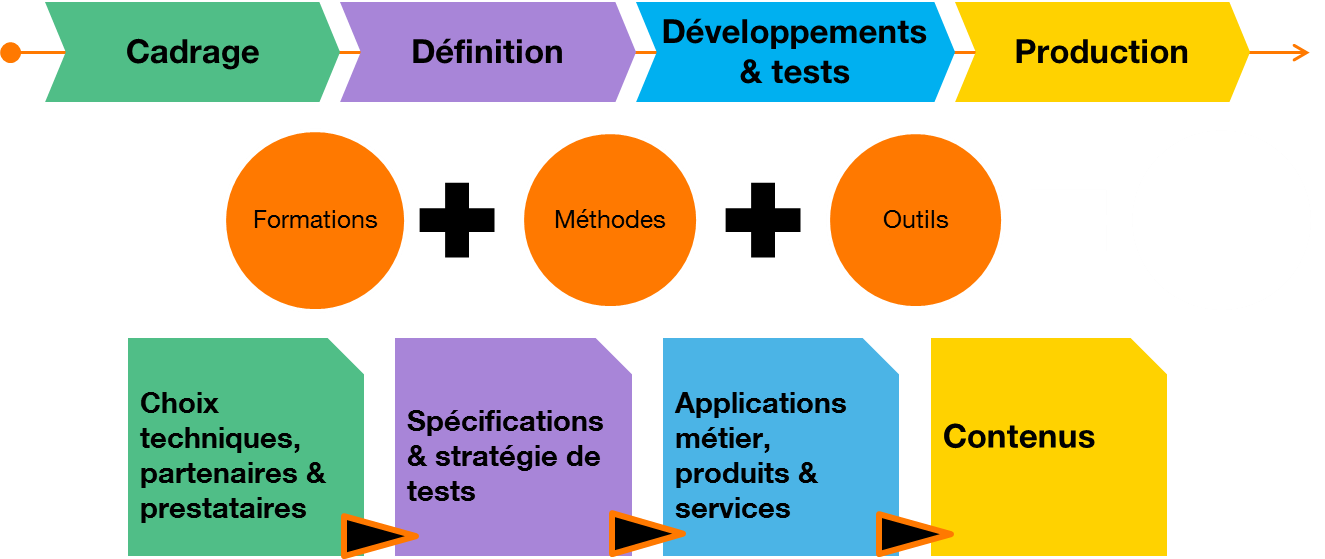 Cadrage
Définition
Développements
& tests
Production
Formations
Méthodes
Outils
Choix
techniques,
partenaires &
prestataires
Spécifications
& stratégie de
tests
Applications
métier,
produits &
services
Contenus